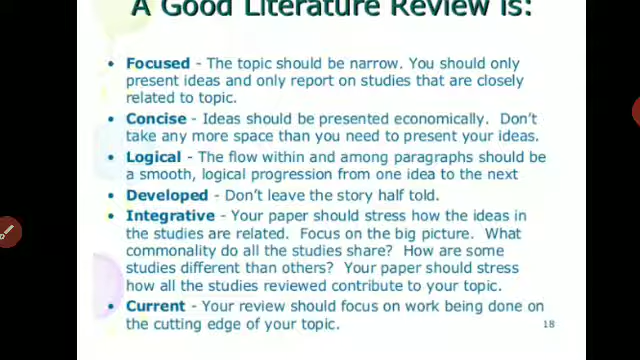 A Good Literature Review is:
• Focused - The topic should be narrow. You should only
present ideas and only report on studies that are closely
related to topic.
• Concise - Ideas should be presented economically. Don't
take any more space than you need to present your ideas.
• Logical - The flow within and among paragraphs should be
a smooth, logical progression from one idea to the next
• Developed - Don't leave the story half told.
• Integrative - Your paper should stress how the ideas in
the studies are related. Focus on the big picture. What
commonality do all the studies share? How are some
studies different than others? Your paper should stress
how all the studies reviewed contribute to your topic.
• Current - Your review should focus on work being done on
the cutting edge of your topic.
18